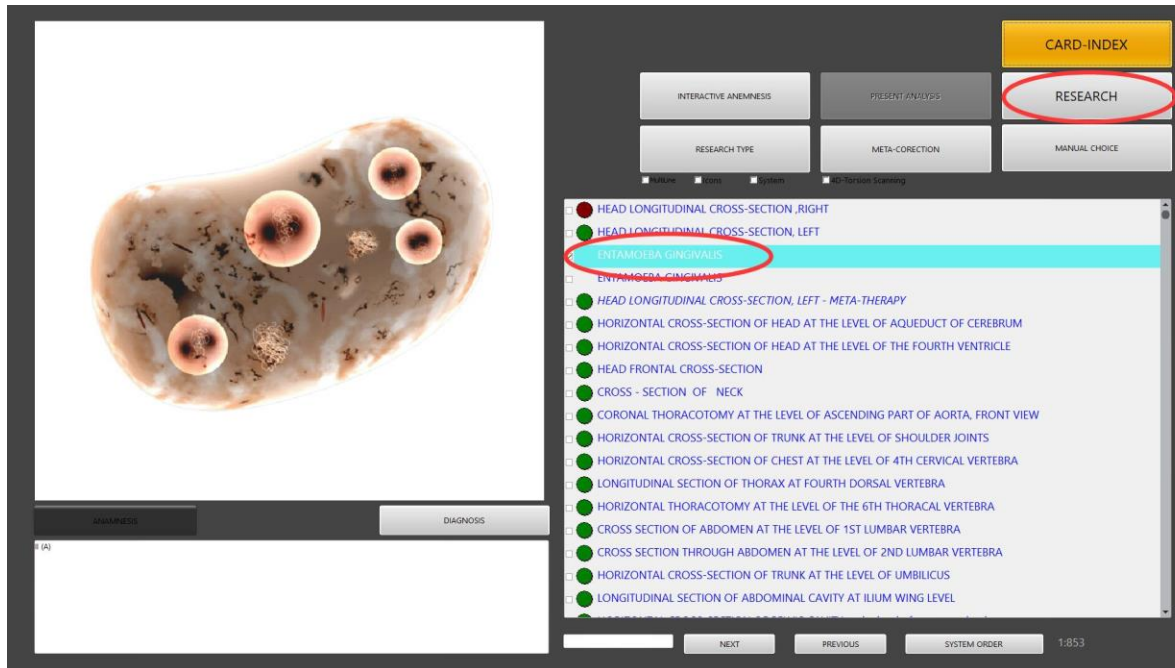 CARD-INDEX
INTERACTIVE ANEMNESIS
PRESENT ANALYSIS
RESEARCH
RESEARCH TYPE
META-CORECTION
MANUAL CHOICE
Multiline
Icons
System
4D-Torsion Scanning
HEAD LONGITUDINAL CROSS-SECTION ,RIGHT
HEAD LONGITUDINAL CROSS-SECTION, LEFT
ENTAMOEBA GINGIVALIS
ENTAMOEBA GINGIVALIS
HEAD LONGITUDINAL CROSS-SECTION, LEFT - META-THERAPY
HORIZONTAL CROSS-SECTION OF HEAD AT THE LEVEL OF AQUEDUCT OF CEREBRUM
HORIZONTAL CROSS-SECTION OF HEAD AT THE LEVEL OF THE FOURTH VENTRICLE
HEAD FRONTAL CROSS-SECTION
CROSS - SECTION OF NECK
CORONAL THORACOTOMY AT THE LEVEL OF ASCENDING PART OF AORTA, FRONT VIEW
HORIZONTAL CROSS-SECTION OF TRUNK AT THE LEVEL OF SHOULDER JOINTS
HORIZONTAL CROSS-SECTION OF CHEST AT THE LEVEL OF 4TH CERVICAL VERTEBRA
LONGITUDINAL SECTION OF THORAX AT FOURTH DORSAL VERTEBRA
HORIZONTAL THORACOTOMY AT THE LEVEL OF THE 6TH THORACAL VERTEBRA
CROSS SECTION OF ABDOMEN AT THE LEVEL OF 1ST LUMBAR VERTEBRA
CROSS SECTION THROUGH ABDOMEN AT THE LEVEL OF 2ND LUMBAR VERTEBRA
HORIZONTAL CROSS-SECTION OF TRUNK AT THE LEVEL OF UMBILICUS
LONGITUDINAL SECTION OF ABDOMINAL CAVITY AT ILIUM WING LEVEL
ANAMNESIS
DIAGNOSIS
II (A)
NEXT
PREVIOUS
SYSTEM ORDER
1:853